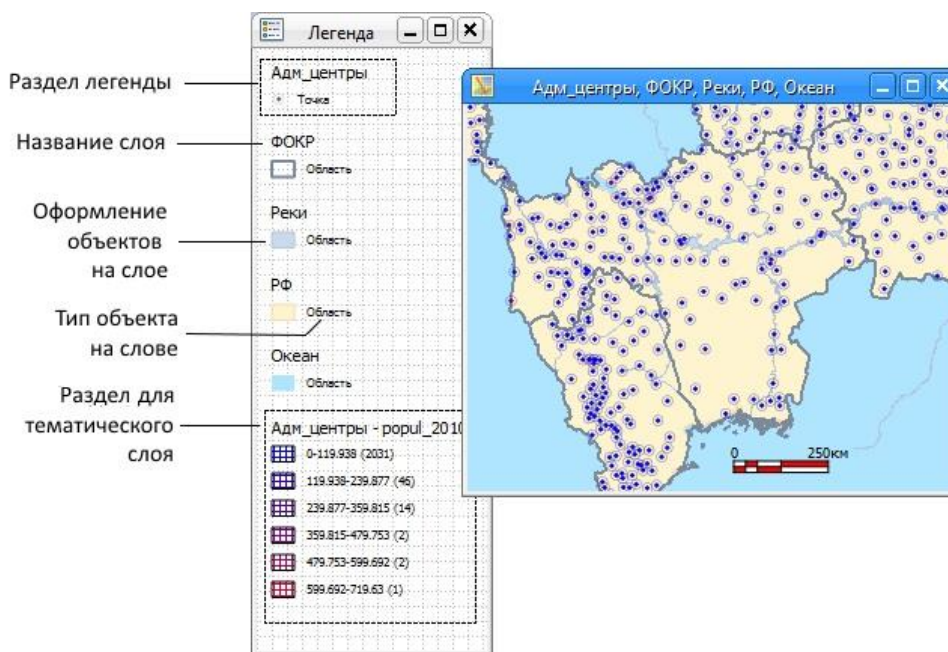 Легенда
Раздел легенды
Адм_центры
Точка
Название слоя
ФОКР
Область
Оформление
объектов
на слое
Реки
Область
Тип объекта
на слове
РФ
Область
Океан
Область
Раздел для
тематического
слоя
Адм_центры - popul_2010
0-119.938 (2031)
119.938-239.877 (46)
239.877-359.815 (14)
359.815-479.753 (2)
479.753-599.692 (2)
599.692-719.63 (1)
Адм_центры, ФОКР, Реки, РФ, Океан
0 250км